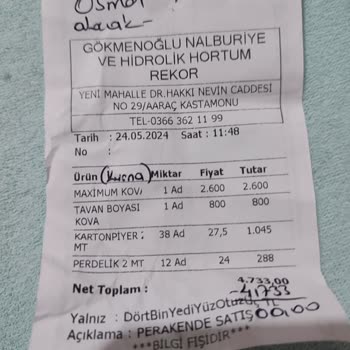 Osman
alacak-
GÖKMENOĞLU NALBURİYE
VE HİDROLİK HORTUM
REKOR
YENİ MAHALLE DR.HAKKI NEVİN CADDESİ
NO 29/AARAÇ KASTAMONU
TEL-0366 362 11 99
Tarih : 24.05.2024 Saat : 11:48
No :
Ürün (Kurna) Miktar Fiyat Tutar
MAXIMUM KOVA 1 Ad 2.600 2.600
TAVAN BOYASI KOVA 1 Ad 800 800
KARTONPİYER 2 MT 38 Ad 27,5 1.045
PERDELİK 2 MT 12 Ad 24 288
4.733,00
Net Toplam : 4733
Yalnız : DörtBinYediYüzOtuzÜç TL
00,00
Açıklama : PERAKENDE SATIŞ
***BİLGİ FİŞİDİR***